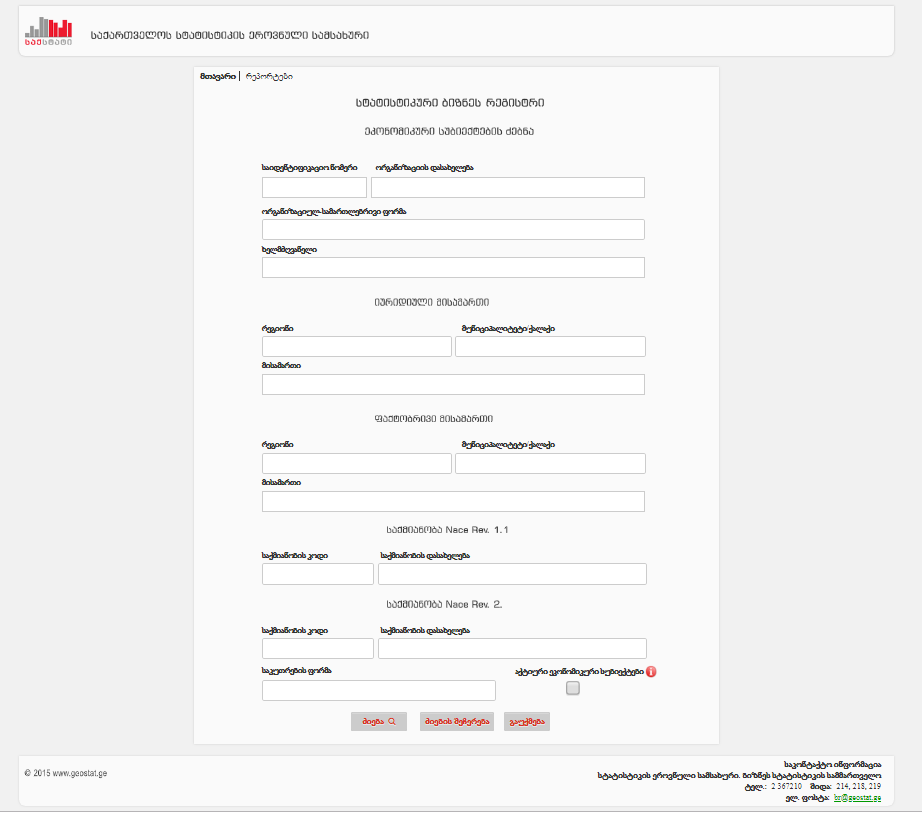 საქსტატი
საქართველოს სტატისტიკის ეროვნული სამსახური
მთავარი | რეპორტები
სტატისტიკური ბიზნეს რეგისტრი
ეკონომიკური სუბიექტების ძებნა
საიდენტიფიკაციო ნომერი ორგანიზაციის დასახელება
ორგანიზაციულ-სამართლებრივი ფორმა
ხელმძღვანელი
იურიდიული მისამართი
რეგიონი მუნიციპალიტეტი/ქალაქი
მისამართი
ფაქტობრივი მისამართი
რეგიონი მუნიციპალიტეტი/ქალაქი
მისამართი
საქმიანობა Nace Rev. 1.1
საქმიანობის კოდი საქმიანობის დასახელება
საქმიანობა Nace Rev. 2.
საქმიანობის კოდი საქმიანობის დასახელება
საკუთრების ფორმა აქტიური ეკონომიკური სუბიექტები
ძიება ძიების შეჩერება გაუქმება
საკონტაქტო ინფორმაცია
© 2015 www.geostat.ge სტატისტიკის ეროვნული სამსახური. ბიზნეს სტატისტიკის სამმართველო
ტელ.: 2 367210 შიდა: 214, 218, 219
ელ. ფოსტა: br@geostat.ge